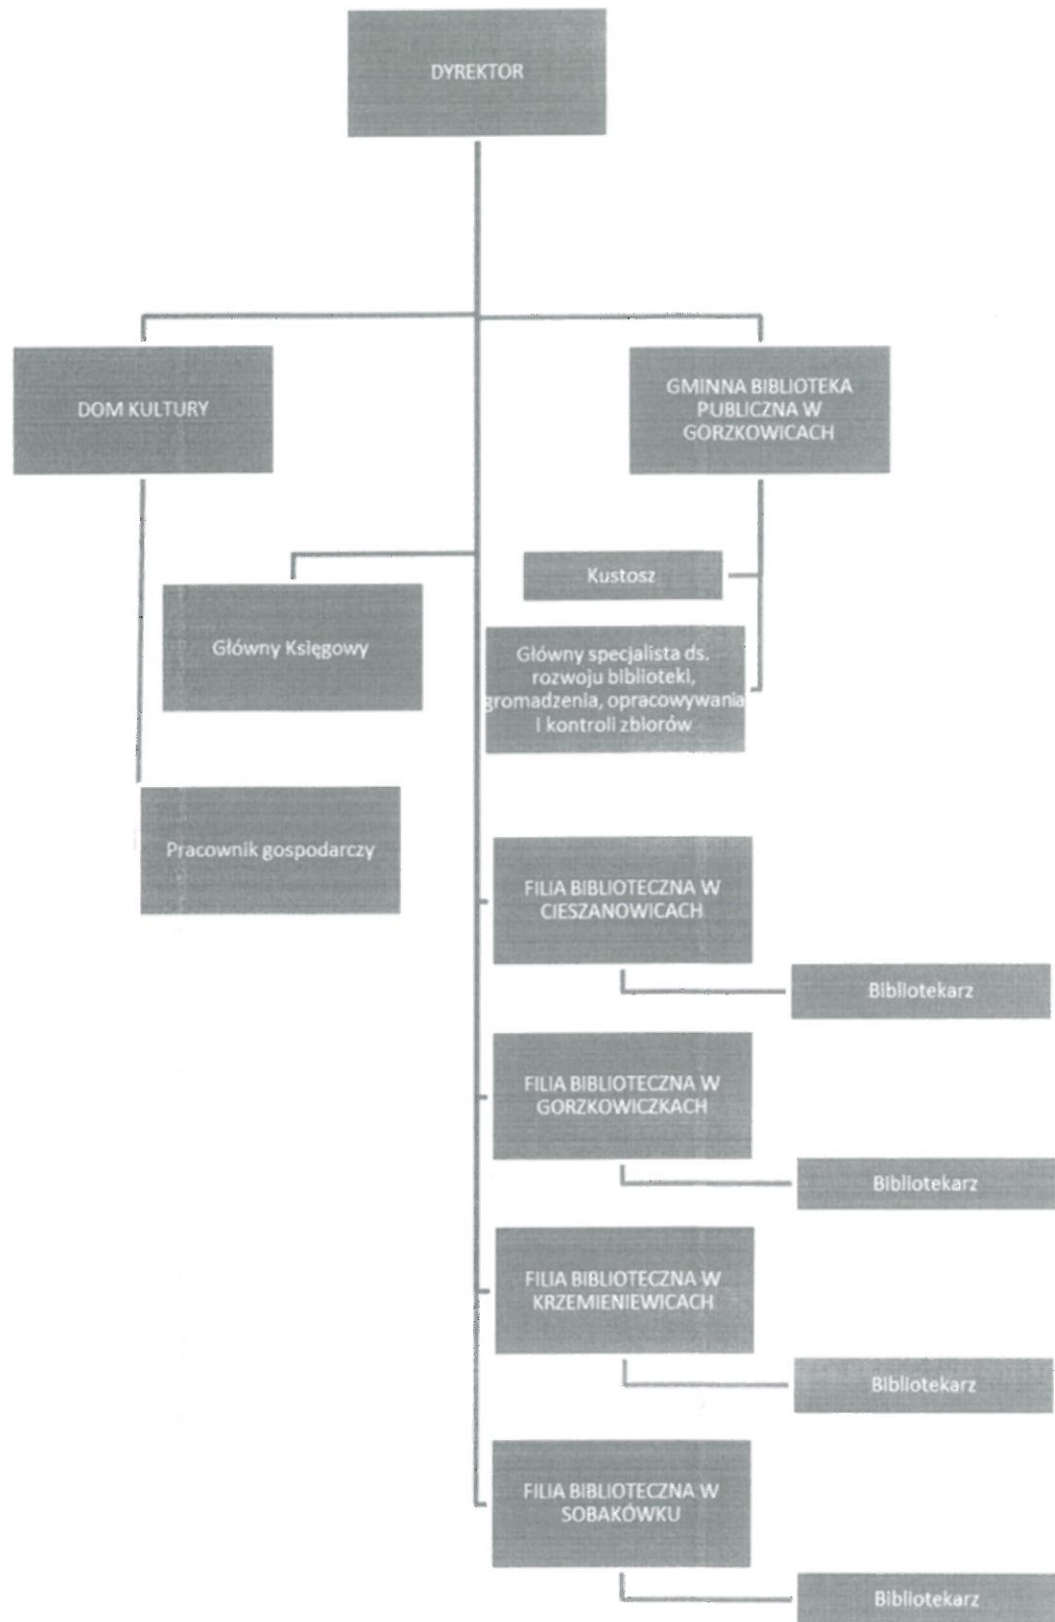 DYREKTOR
DOM KULTURY
GMINNA BIBLIOTEKA
PUBLICZNA W
GORZKOWICACH
Kustosz
Główny Księgowy
Główny specjalista ds.
rozwoju biblioteki,
gromadzenia, opracowywania
i kontroli zbiorów
Pracownik gospodarczy
FILIA BIBLIOTECZNA W
CIESZANOWICACH
Bibliotekarz
FILIA BIBLIOTECZNA W
GORZKOWICZKACH
Bibliotekarz
FILIA BIBLIOTECZNA W
KRZEMIENIEWICACH
Bibliotekarz
FILIA BIBLIOTECZNA W
SOBAKÓWKU
Bibliotekarz